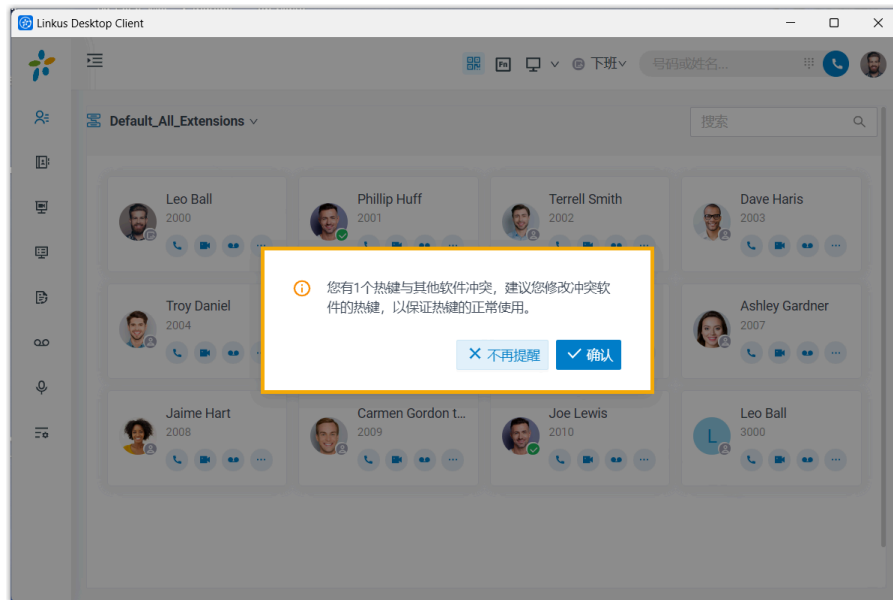 Linkus Desktop Client
Fn
下班
号码或姓名...
Default_All_Extensions
搜索
Leo Ball
2000
Phillip Huff
2001
Terrell Smith
2002
Dave Haris
2003
您有1个热键与其他软件冲突，建议您修改冲突软
件的热键，以保证热键的正常使用。
不再提醒
确认
Troy Daniel
2004
Ashley Gardner
2007
Jaime Hart
2008
Carmen Gordon t...
2009
Joe Lewis
2010
L
Leo Ball
3000